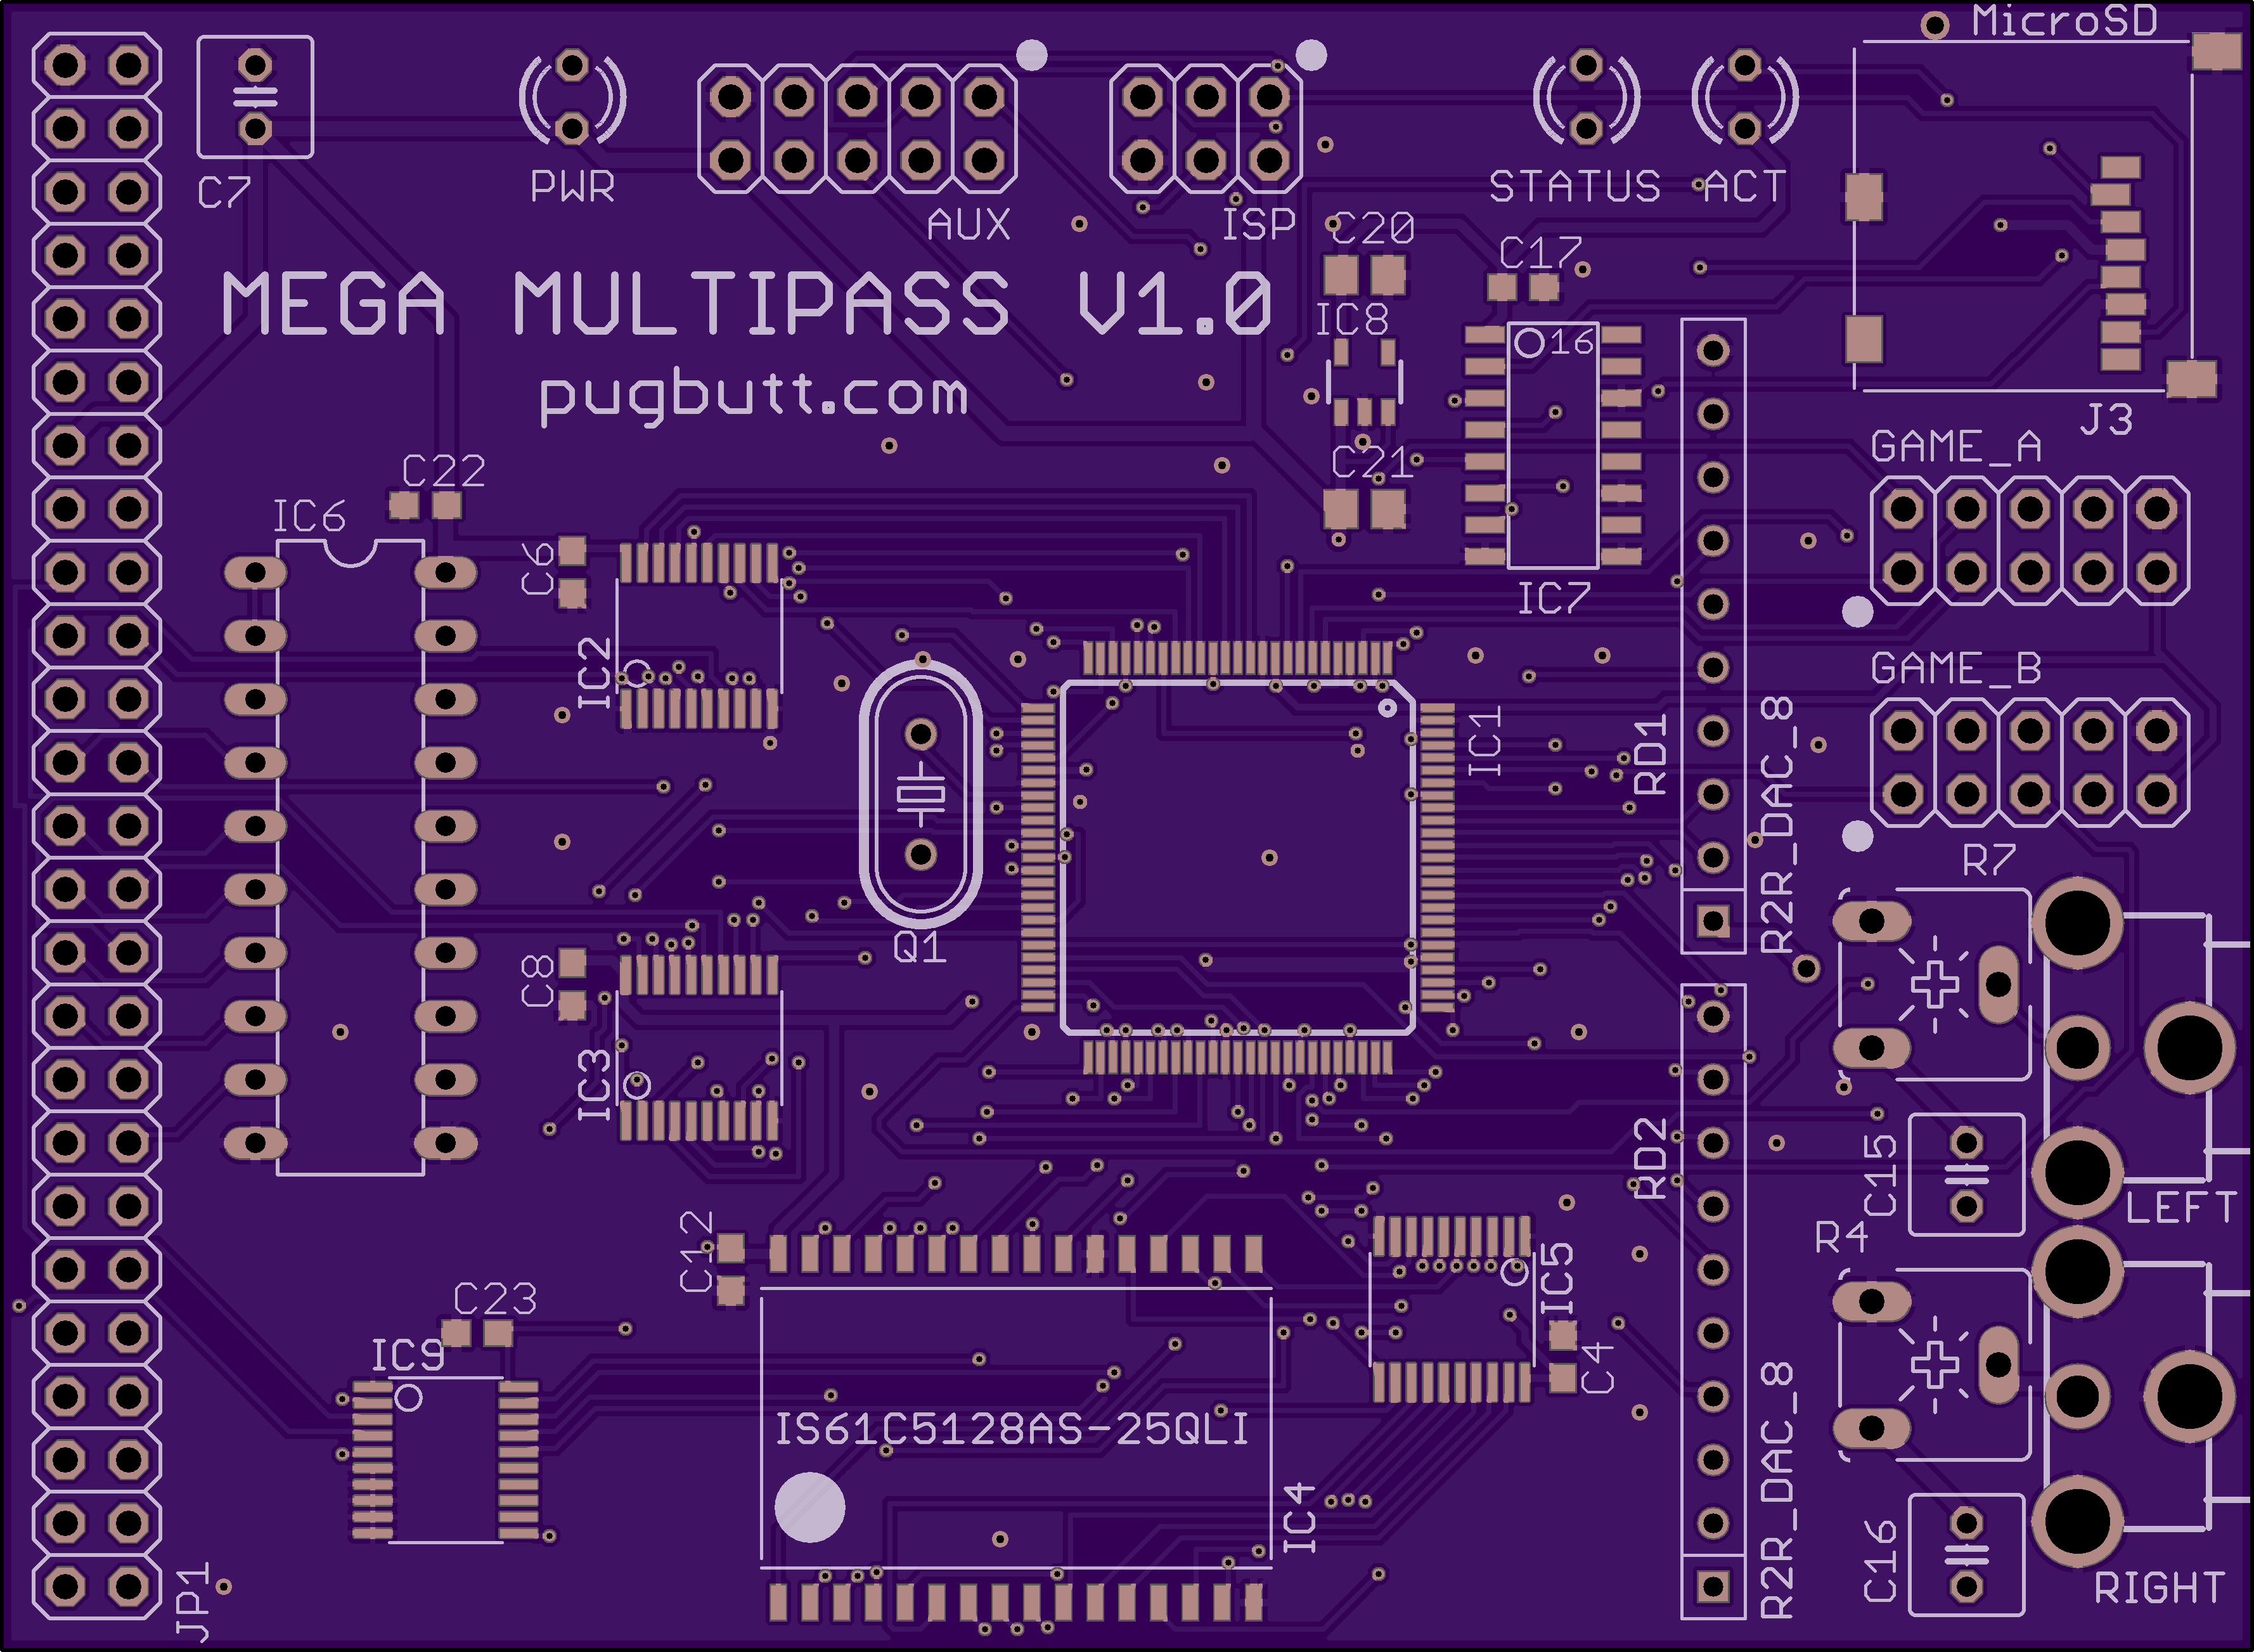 MicroSD
C7
PWR
AUX
ISP
STATUS
ACT
C20
C17
MEGA MULTIPASS V1.0
IC8
16
pugbutt.com
J3
GAME_A
C21
C22
IC6
C6
IC7
IC2
GAME_B
IC1
RD1
R2R_DAC_8
R7
Q1
C8
IC3
RD2
C15
LEFT
R4
C12
IC5
C23
IC9
C4
IS61C5128AS-25QLI
IC4
R2R_DAC_8
C16
RIGHT
JP1